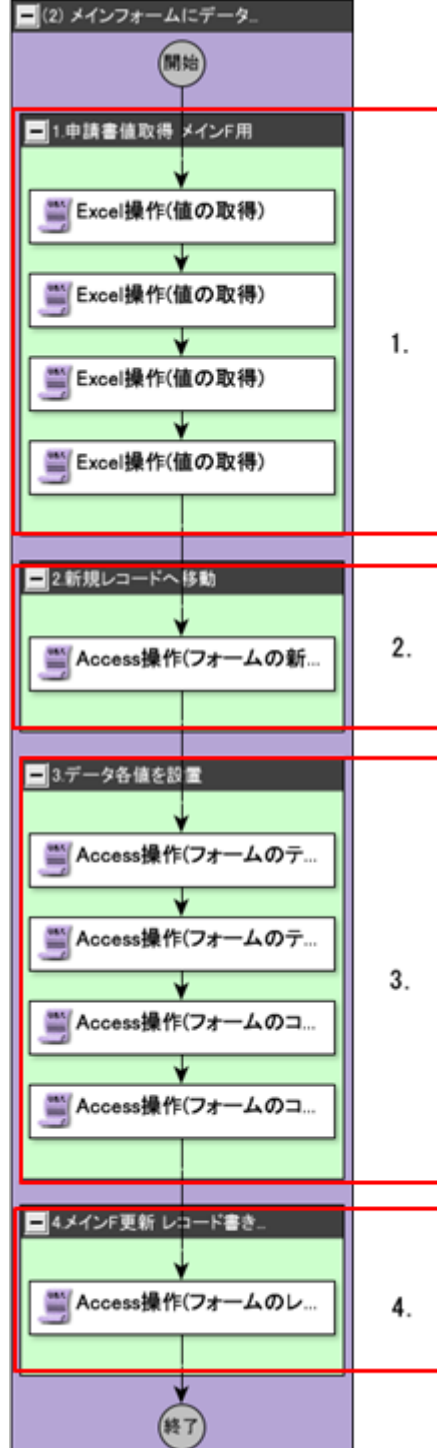 (2) メインフォームにデータ…
開始
1.申請書値取得 メインF用
Excel操作(値の取得)
Excel操作(値の取得)
Excel操作(値の取得)
Excel操作(値の取得)
1.
2.新規レコードへ移動
Access操作(フォームの新...
2.
3.データ各値を設置
Access操作(フォームのテ...
Access操作(フォームのテ...
Access操作(フォームのコ...
Access操作(フォームのコ...
3.
4.メインF更新 レコード書き…
Access操作(フォームのレ...
4.
終了